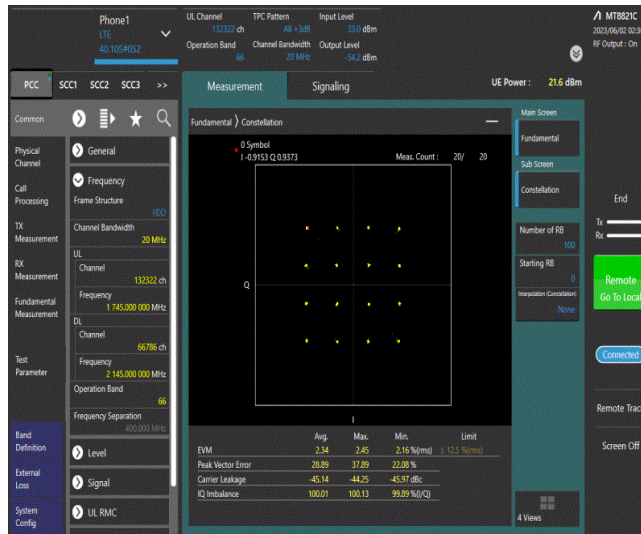 Phone1
LTE
40.10S#052
UL Channel TPC Pattern Input Level
132322 ch All +3dB 33.0 dBm
Operation Band Channel Bandwidth Output Level
66 20 MHz -54.2 dBm
MT8821C
2023/06/02 02:30
RF Output : On
PCC SCC1 SCC2 SCC3 >>
Measurement Signaling
UE Power : 21.6 dBm
Common
Physical Channel
Call Processing
TX Measurement
RX Measurement
Fundamental Measurement
Test Parameter
Band Definition
External Loss
System Config
General
Frequency
Frame Structure
FDD
Channel Bandwidth
20 MHz
UL
Channel
132322 ch
Frequency
1 745.000 000 MHz
DL
Channel
66786 ch
Frequency
2 145.000 000 MHz
Operation Band
66
Frequency Separation
400.000 MHz
Level
Signal
UL RMC
Fundamental Constellation
0 Symbol
I -0.9153 Q 0.9373 Meas. Count : 20/ 20
Q
I
Avg. Max. Min. Limit
EVM 2.34 2.45 2.16 %(rms) ≤ 12.5 %(rms)
Peak Vector Error 28.89 37.89 22.08 %
Carrier Leakage -45.14 -44.25 -45.97 dBc
IQ Imbalance 100.01 100.13 99.89 %(I/Q)
Main Screen
Fundamental
Sub Screen
Constellation
Number of RB
100
Starting RB
0
Interpolation (Constellation)
None
4 Views
End
Tx
Rx
Remote
Go To Local
Connected
Remote Trac
Screen Off